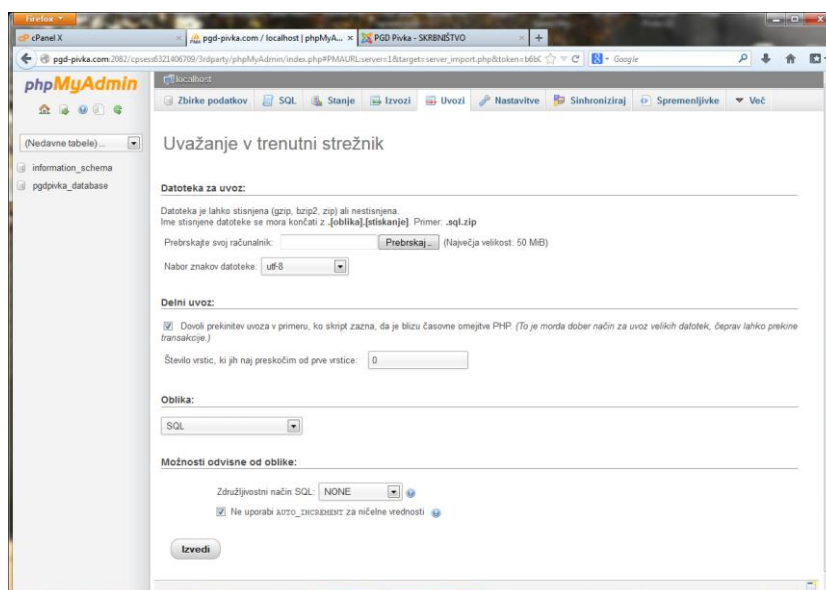 Firefox
cPanel X
pgd-pivka.com / localhost | phpMyA...
PGD Pivka - SKRBNIŠTVO
pgd-pivka.com:2082/cpsess6321406709/3rdparty/phpMyAdmin/index.php#PMAURL:server=1&target=server_import.php&token=
Google
phpMyAdmin
localhost
Zbirke podatkov
SQL
Stanje
Izvozi
Uvozi
Nastavitve
Sinhroniziraj
Spremenljivke
Več
(Nedavne tabele) ...
information_schema
pgdpivka_database
Uvažanje v trenutni strežnik
Datoteka za uvoz:
Datoteka je lahko stisnjena (gzip, bzip2, zip) ali nestisnjena.
Ime stisnjene datoteke se mora končati z .[oblika].[stiskanje]. Primer: .sql.zip
Prebrskajte svoj računalnik: Prebrskaj... (Največja velikost: 50 MiB)
Nabor znakov datoteke: utf-8
Delni uvoz:
Dovoli prekinitev uvoza v primeru, ko skript zazna, da je blizu časovne omejitve PHP. (To je morda dober način za uvoz velikih datotek, čeprav lahko prekine
transakcije.)
Število vrstic, ki jih naj preskočim od prve vrstice: 0
Oblika:
SQL
Možnosti odvisne od oblike:
Združljivostni način SQL: NONE
Ne uporabi AUTO_INCREMENT za ničelne vrednosti
Izvedi